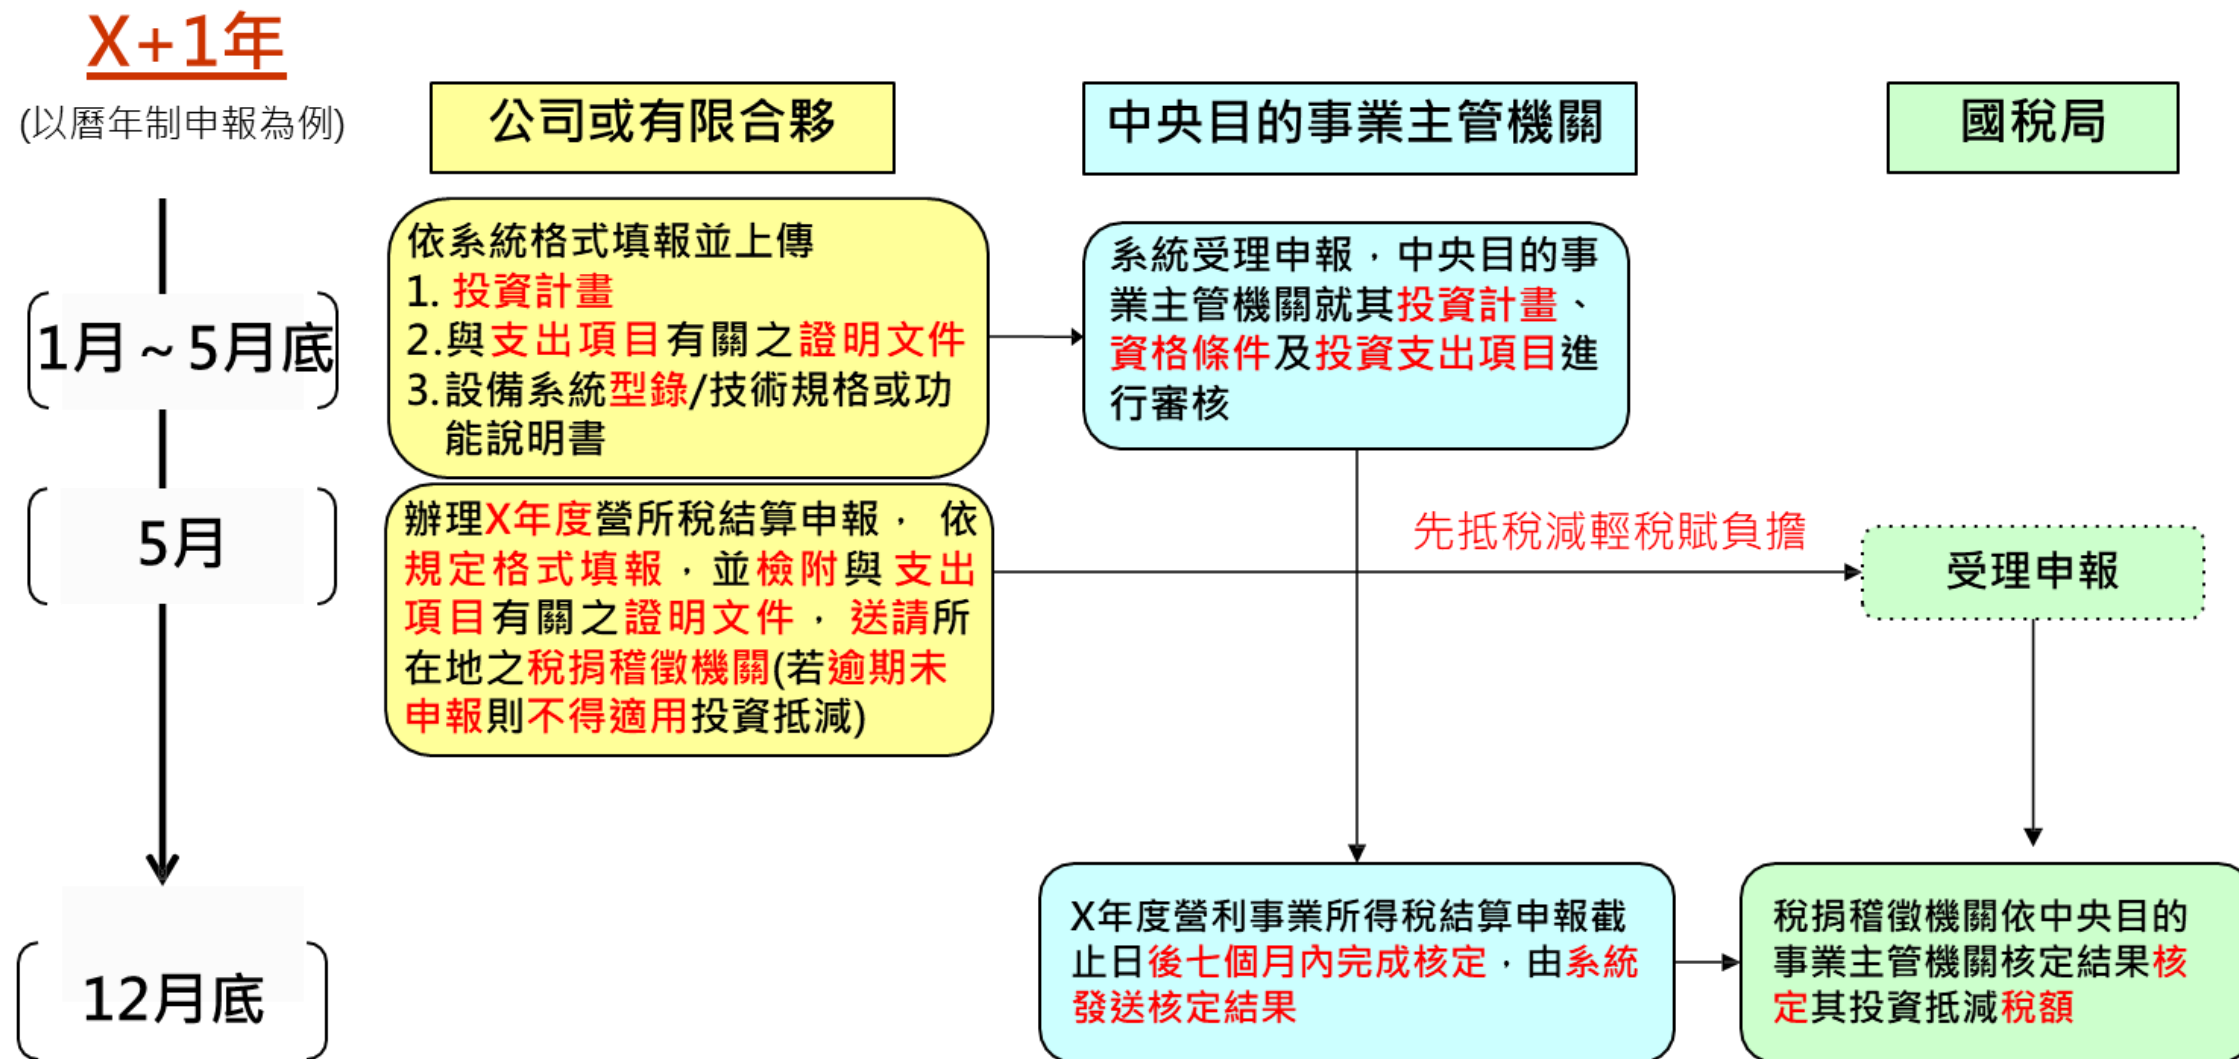 X+1年
(以曆年制申報為例)
公司或有限合夥
中央目的事業主管機關
國稅局
1月~5月底
依系統格式填報並上傳
1. 投資計畫
2.與支出項目有關之證明文件
3.設備系統型錄/技術規格或功
能說明書
系統受理申報，中央目的事
業主管機關就其投資計畫、
資格條件及投資支出項目進
行審核
5月
辦理X年度營所稅結算申報， 依
規定格式填報，並檢附與支出
項目有關之證明文件， 送請所
在地之稅捐稽徵機關(若逾期未
申報則不得適用投資抵減)
先抵稅減輕稅賦負擔
受理申報
12月底
X年度營利事業所得稅結算申報截
止日後七個月內完成核定，由系統
發送核定結果
稅捐稽徵機關依中央目的
事業主管機關核定結果核
定其投資抵減稅額